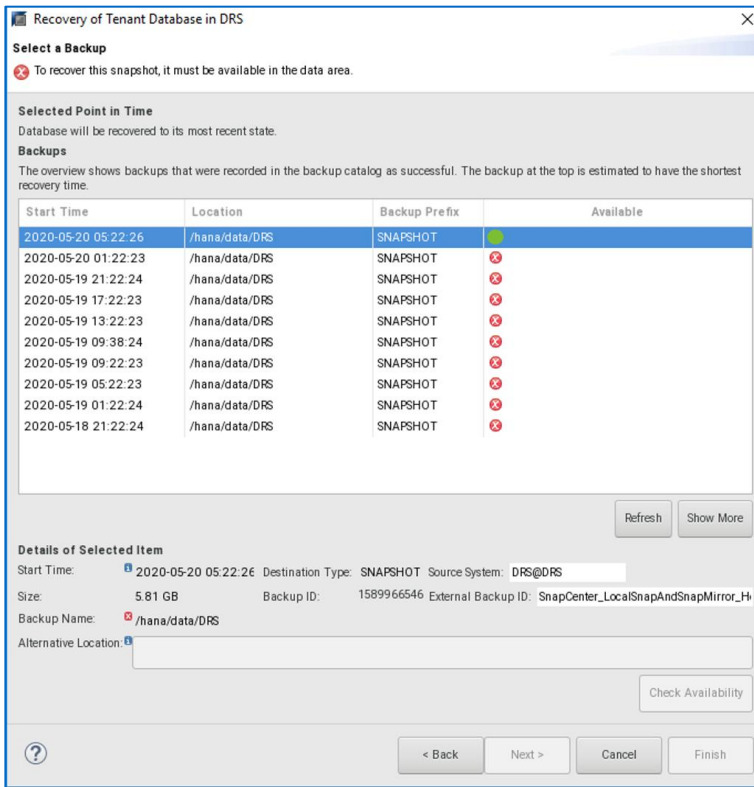 Recovery of Tenant Database in DRS
Select a Backup
To recover this snapshot, it must be available in the data area.
Selected Point in Time
Database will be recovered to its most recent state.
Backups
The overview shows backups that were recorded in the backup catalog as successful. The backup at the top is estimated to have the shortest
recovery time.
Start Time Location Backup Prefix Available
2020-05-20 05:22:26 /hana/data/DRS SNAPSHOT
2020-05-20 01:22:23 /hana/data/DRS SNAPSHOT
2020-05-19 21:22:24 /hana/data/DRS SNAPSHOT
2020-05-19 17:22:23 /hana/data/DRS SNAPSHOT
2020-05-19 13:22:23 /hana/data/DRS SNAPSHOT
2020-05-19 09:38:24 /hana/data/DRS SNAPSHOT
2020-05-19 09:22:23 /hana/data/DRS SNAPSHOT
2020-05-19 05:22:23 /hana/data/DRS SNAPSHOT
2020-05-19 01:22:24 /hana/data/DRS SNAPSHOT
2020-05-18 21:22:24 /hana/data/DRS SNAPSHOT
Refresh Show More
Details of Selected Item
Start Time: 2020-05-20 05:22:26 Destination Type: SNAPSHOT Source System: DRS@DRS
Size: 5.81 GB Backup ID: 1589966546 External Backup ID: SnapCenter_LocalSnapAndSnapMirror_H
Backup Name: /hana/data/DRS
Alternative Location:
Check Availability
? < Back Next > Cancel Finish